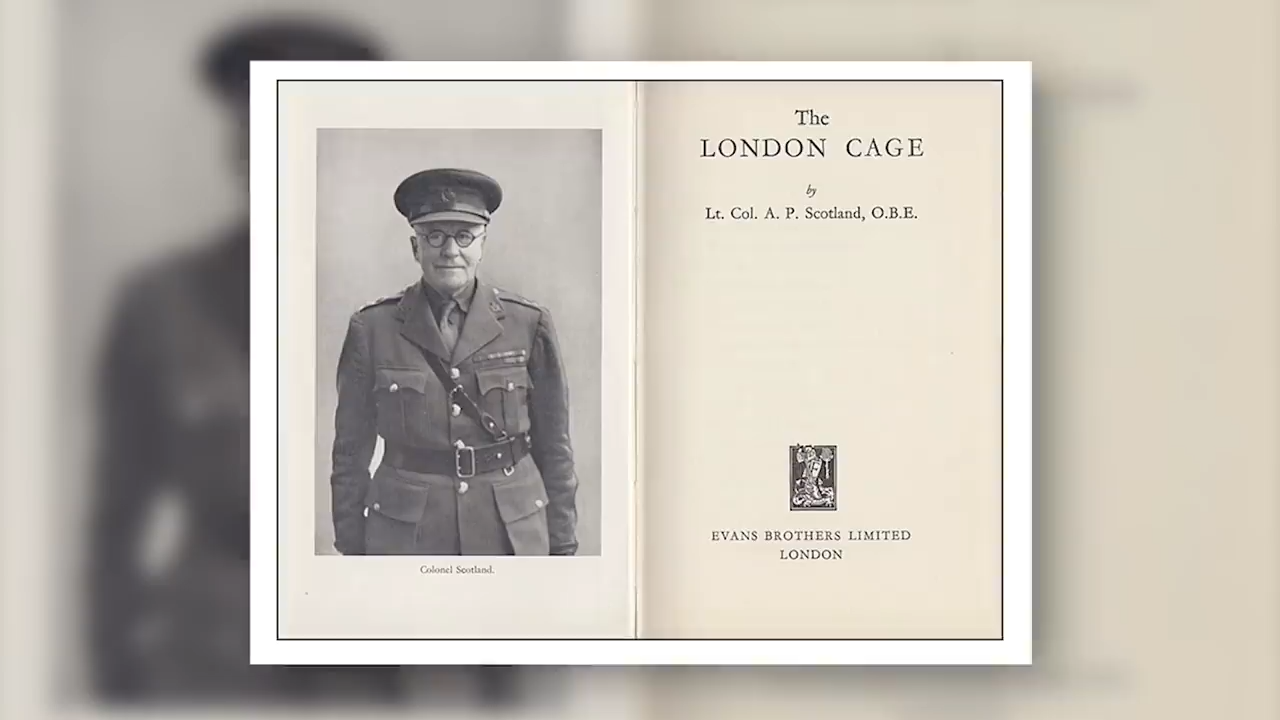 Colonel Scotland.
The
LONDON CAGE
by
Lt. Col. A. P. Scotland, O.B.E.
EVANS BROTHERS LIMITED
LONDON